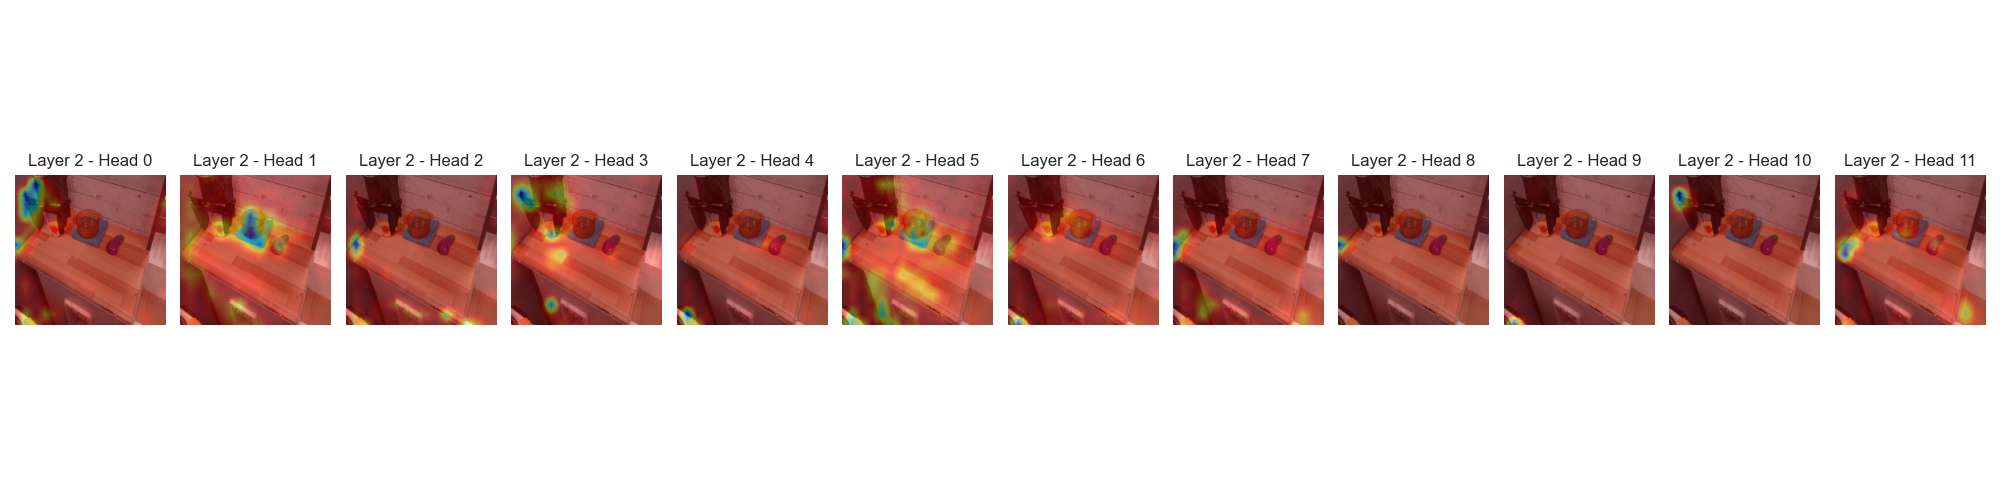 Layer 2 - Head 0
Layer 2 - Head 1
Layer 2 - Head 2
Layer 2 - Head 3
Layer 2 - Head 4
Layer 2 - Head 5
Layer 2 - Head 6
Layer 2 - Head 7
Layer 2 - Head 8
Layer 2 - Head 9
Layer 2 - Head 10
Layer 2 - Head 11